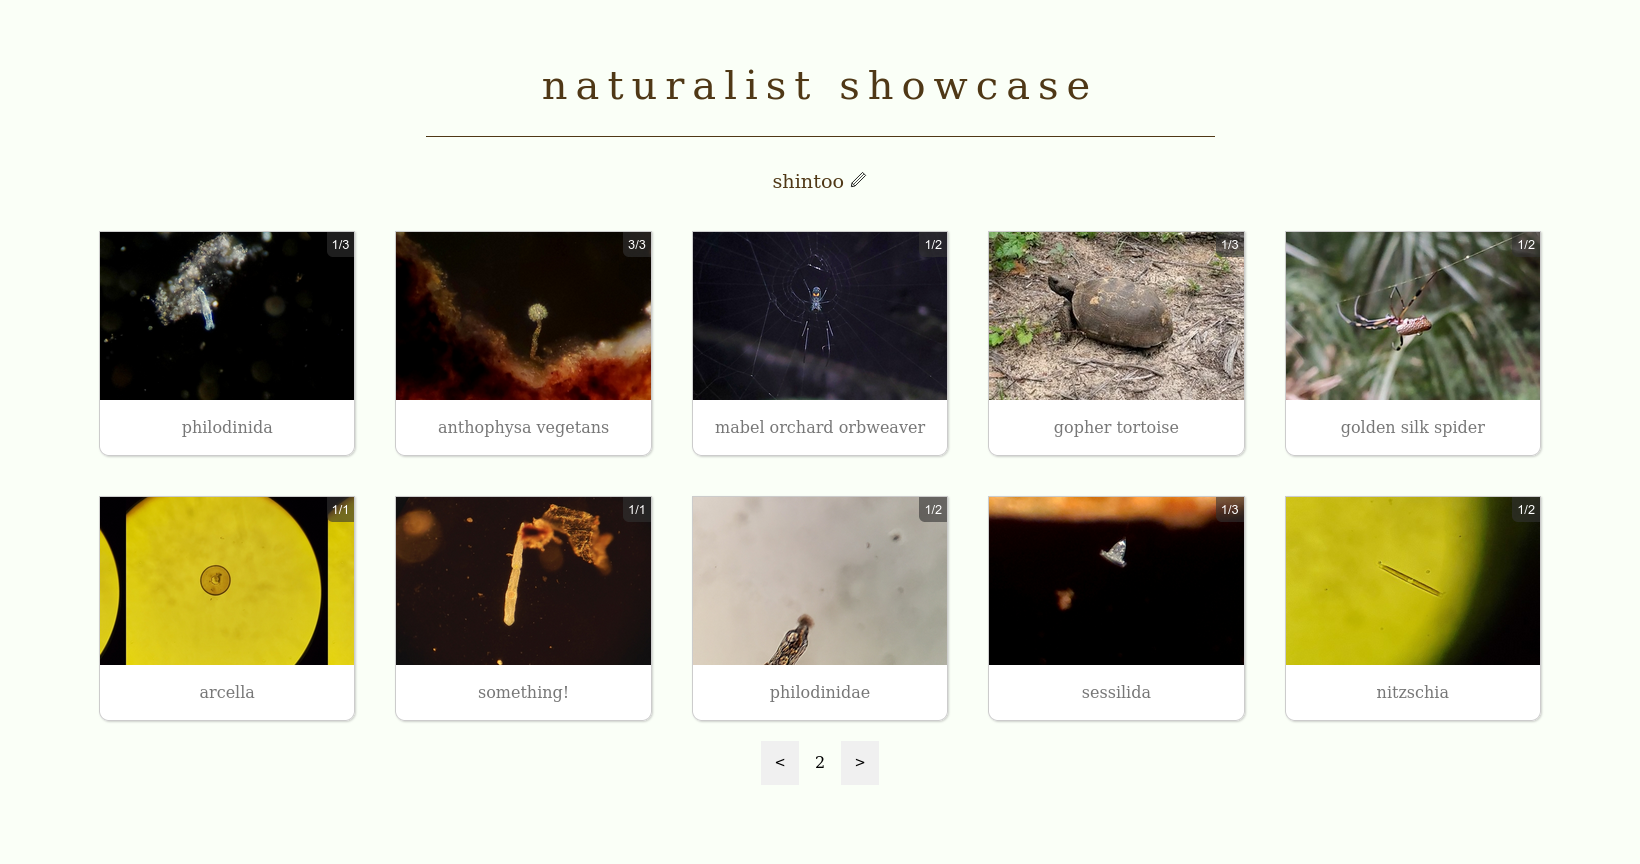 naturalist showcase
shintoo
1/3
3/3
1/2
1/3
1/2
philodinida
anthophysa vegetans
mabel orchard orbweaver
gopher tortoise
golden silk spider
1/1
1/1
1/2
1/3
1/2
arcella
something!
philodinidae
sessilida
nitzschia
< 2 >